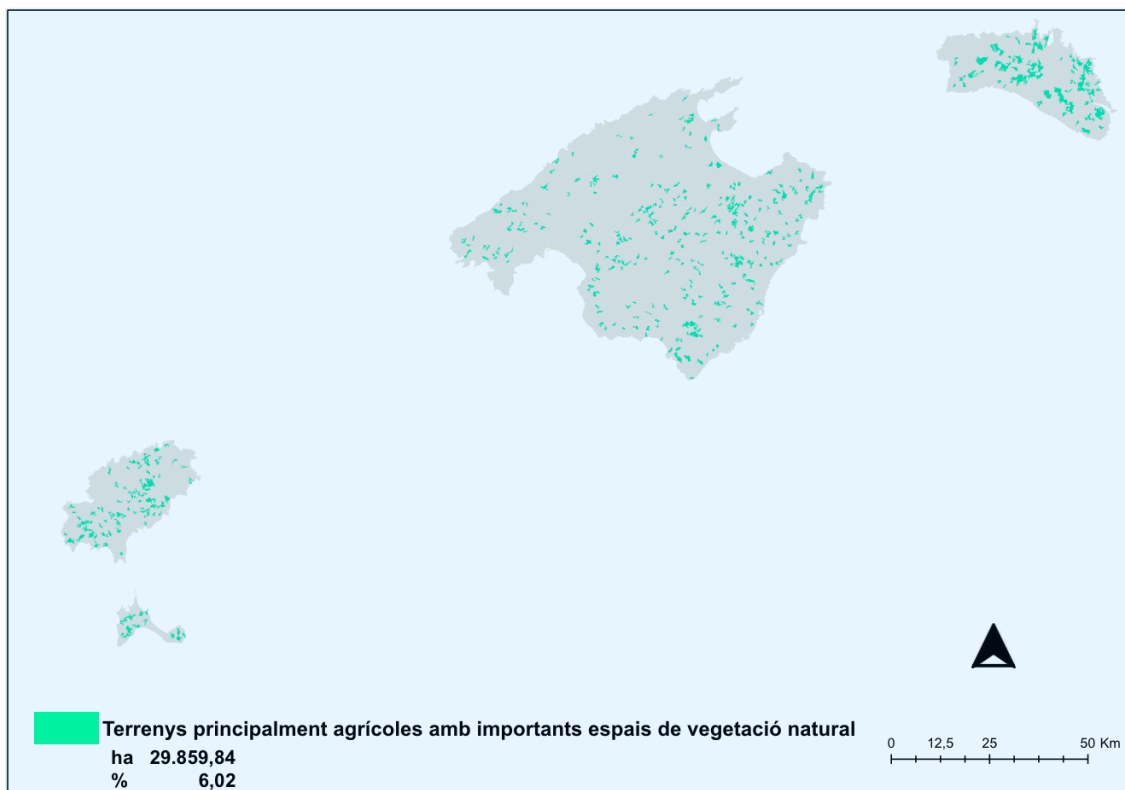 Terrenys principalment agrícoles amb importants espais de vegetació natural
ha 29.859,84
% 6,02
0 12,5 25 50 Km